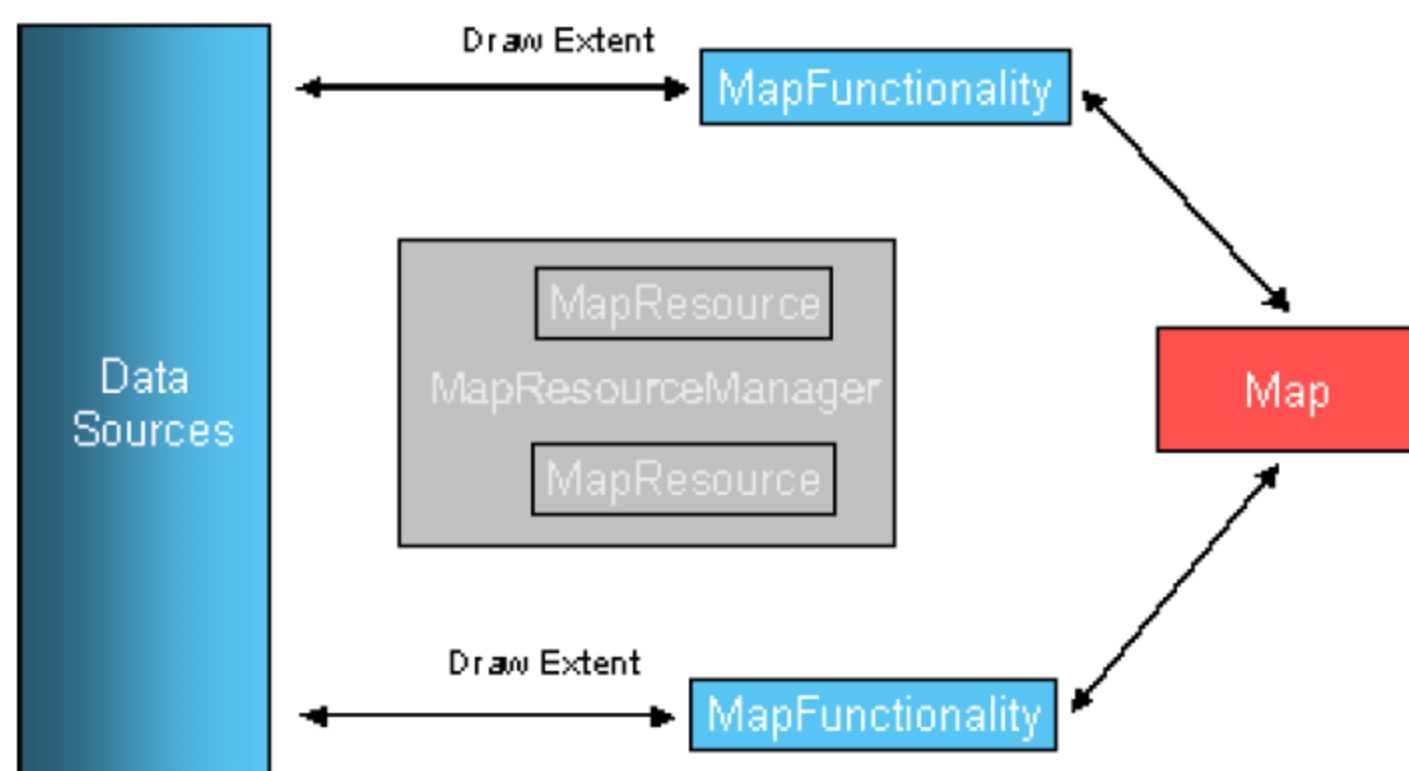 Draw Extent
MapFunctionality
MapResource
MapResourceManager
MapResource
Data
Sources
Map
Draw Extent
MapFunctionality